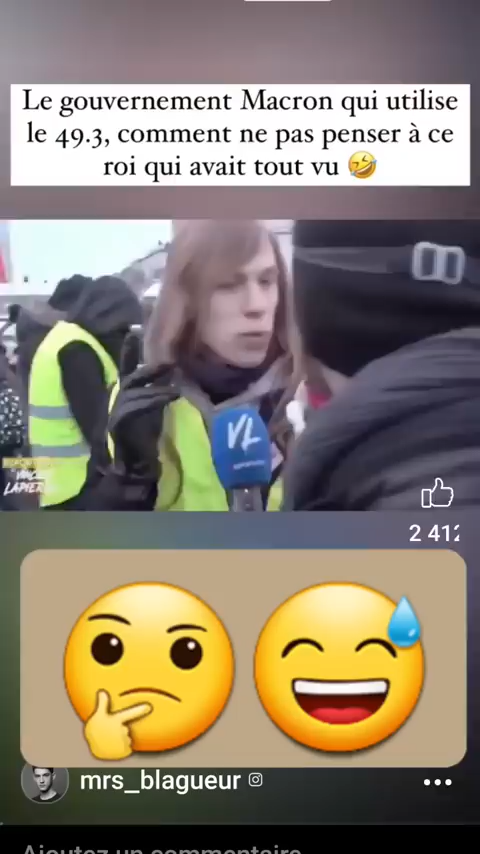 Le gouvernement Macron qui utilise
le 49.3, comment ne pas penser à ce
roi qui avait tout vu 🤣
VL
LAPIER
2 412
mrs_blagueur
Ajoutez un commentaire